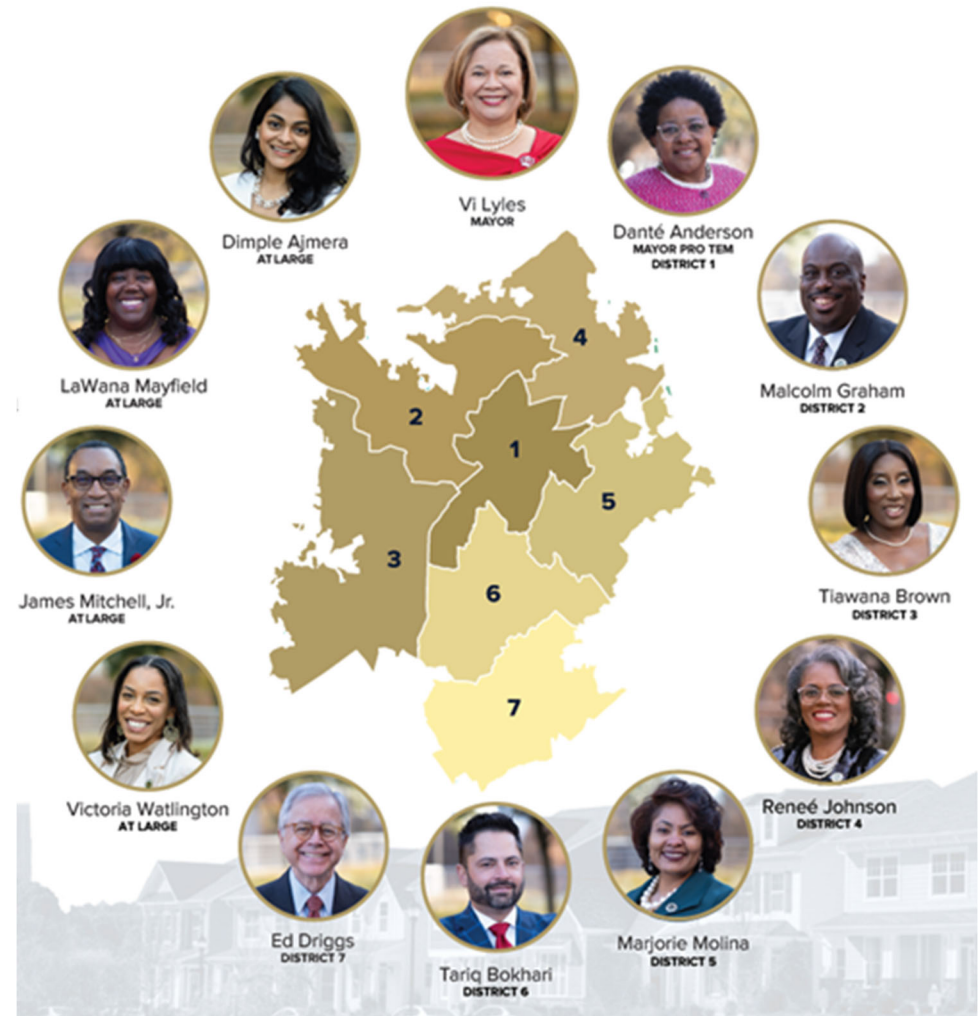 Vi Lyles
MAYOR
Dimple Ajmera
AT LARGE
Danté Anderson
MAYOR PRO TEM
DISTRICT 1
LaWana Mayfield
AT LARGE
Malcolm Graham
DISTRICT 2
James Mitchell, Jr.
AT LARGE
Tiawana Brown
DISTRICT 3
Victoria Watlington
AT LARGE
Reneé Johnson
DISTRICT 4
Ed Driggs
DISTRICT 7
Tariq Bokhari
DISTRICT 6
Marjorie Molina
DISTRICT 5
4
2
1
5
3
6
7